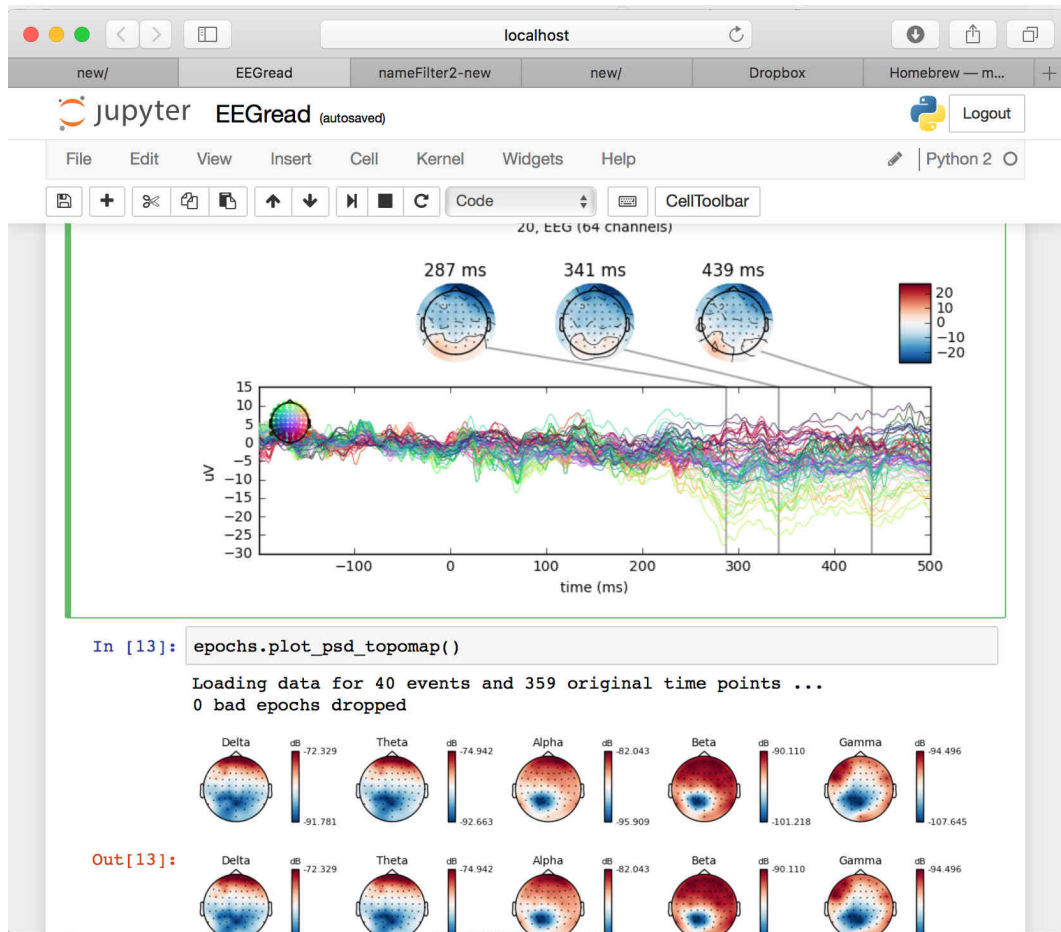 localhost
new/ EEGread nameFilter2-new new/ Dropbox Homebrew — m...
jupyter EEGread (autosaved) Logout
File Edit View Insert Cell Kernel Widgets Help Python 2
Code CellToolbar
20, EEG (64 channels)
287 ms 341 ms 439 ms
20
10
0
−10
−20
15
10
5
0
−5
−10
−15
−20
−25
−30
uV
−100 0 100 200 300 400 500
time (ms)
In [13]: epochs.plot_psd_topomap()
Loading data for 40 events and 359 original time points ...
0 bad epochs dropped
Delta dB Theta dB Alpha dB Beta dB Gamma dB
-72.329 -74.942 -82.043 -90.110 -94.496
-91.781 -92.663 -95.909 -101.218 -107.645
Out[13]:
Delta dB Theta dB Alpha dB Beta dB Gamma dB
-72.329 -74.942 -82.043 -90.110 -94.496